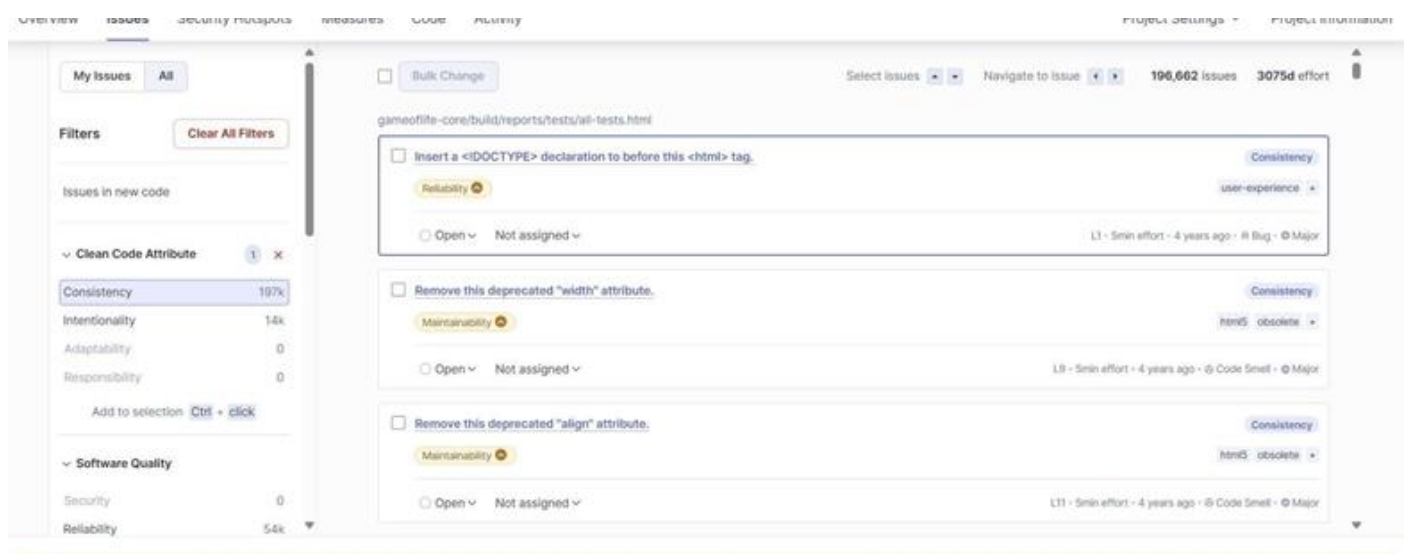 Overview Issues Security Hotspots Measures Code Activity Project Settings Project Information
My Issues All
Filters Clear All Filters
Issues in new code
Clean Code Attribute 1 ×
Consistency 197k
Intentionality 14k
Adaptability 0
Responsibility 0
Add to selection Ctrl + click
Software Quality
Security 0
Reliability 54k
Bulk Change Select issues Navigate to issue 196,662 issues 3075d effort
gameoflife-core/build/reports/tests/all-tests.html
Insert a <!DOCTYPE> declaration to before this <html> tag. Consistency
Reliability user-experience +
Open Not assigned L1 - 5min effort - 4 years ago - Bug - Major
Remove this deprecated "width" attribute. Consistency
Maintainability html5 obsolete +
Open Not assigned L9 - 5min effort - 4 years ago - Code Smell - Major
Remove this deprecated "align" attribute. Consistency
Maintainability html5 obsolete +
Open Not assigned L11 - 5min effort - 4 years ago - Code Smell - Major